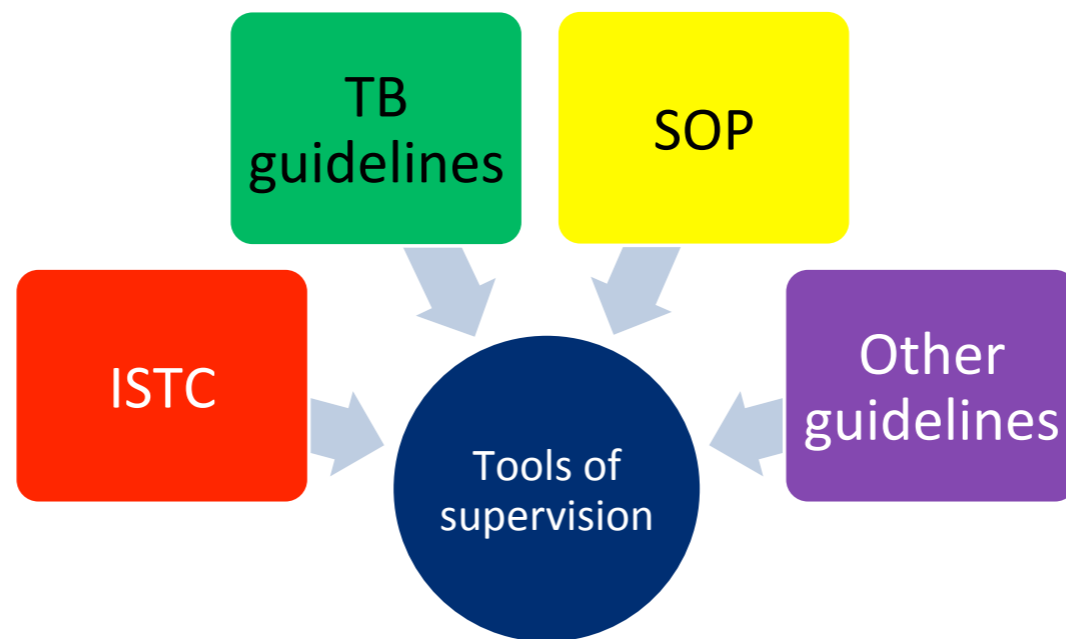 TB
guidelines
SOP
ISTC
Other
guidelines
Tools of
supervision